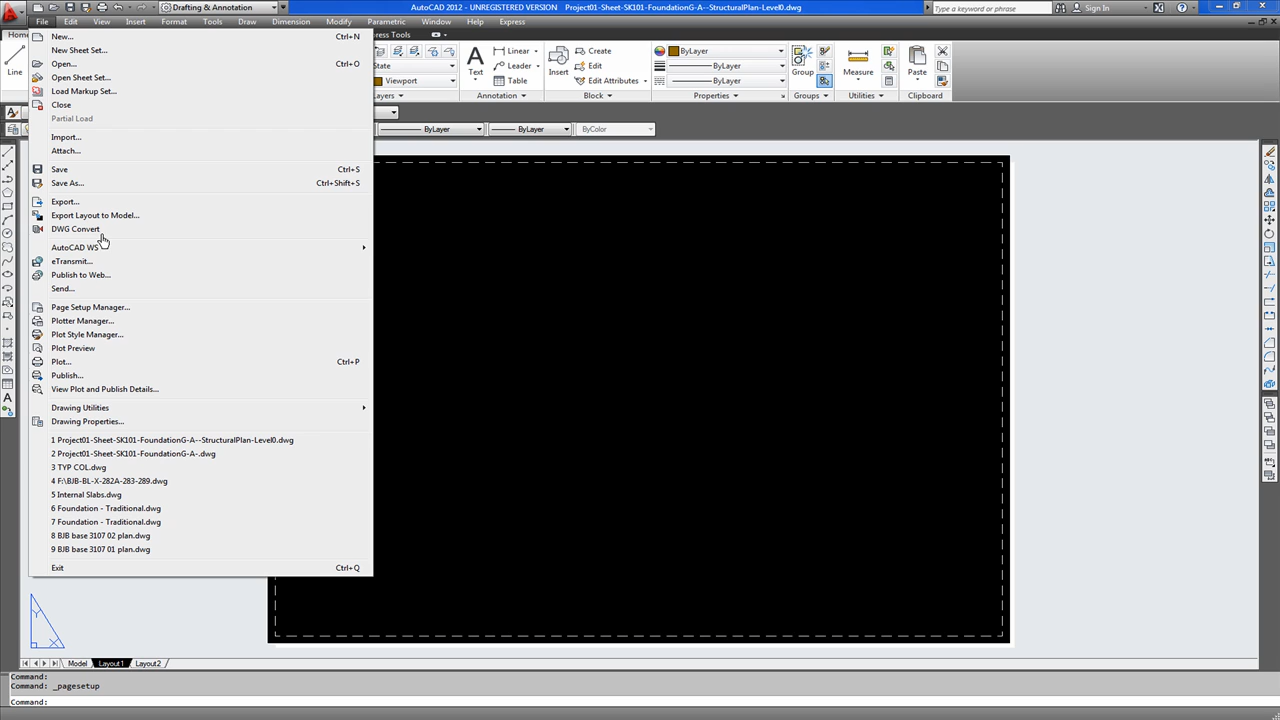 Drafting & Annotation
AutoCAD 2012 - UNREGISTERED VERSION Project01-Sheet-SK101-FoundationG-A--StructuralPlan-Level0.dwg
Type a keyword or phrase
Sign In
File Edit View Insert Format Tools Draw Dimension Modify Parametric Window Help Express
ress Tools
Line
State
Viewport
ayers
Text
Linear
Leader
Table
Annotation
Insert
Create
Edit
Edit Attributes
Block
ByLayer
ByLayer
ByLayer
Properties
Group
Groups
Measure
Utilities
Paste
Clipboard
ByLayer
ByLayer
ByColor
New... Ctrl+N
New Sheet Set...
Open... Ctrl+O
Open Sheet Set...
Load Markup Set...
Close
Partial Load
Import...
Attach...
Save Ctrl+S
Save As... Ctrl+Shift+S
Export...
Export Layout to Model...
DWG Convert
AutoCAD WS
eTransmit...
Publish to Web...
Send...
Page Setup Manager...
Plotter Manager...
Plot Style Manager...
Plot Preview
Plot... Ctrl+P
Publish...
View Plot and Publish Details...
Drawing Utilities
Drawing Properties...
1 Project01-Sheet-SK101-FoundationG-A--StructuralPlan-Level0.dwg
2 Project01-Sheet-SK101-FoundationG-A-.dwg
3 TYP COL.dwg
4 F:\BJB-BL-X-282A-283-289.dwg
5 Internal Slabs.dwg
6 Foundation - Traditional.dwg
7 Foundation - Traditional.dwg
8 BJB base 3107 02 plan.dwg
9 BJB base 3107 01 plan.dwg
Exit Ctrl+Q
Y
X
Model Layout1 Layout2
Command:
Command: _pagesetup
Command: